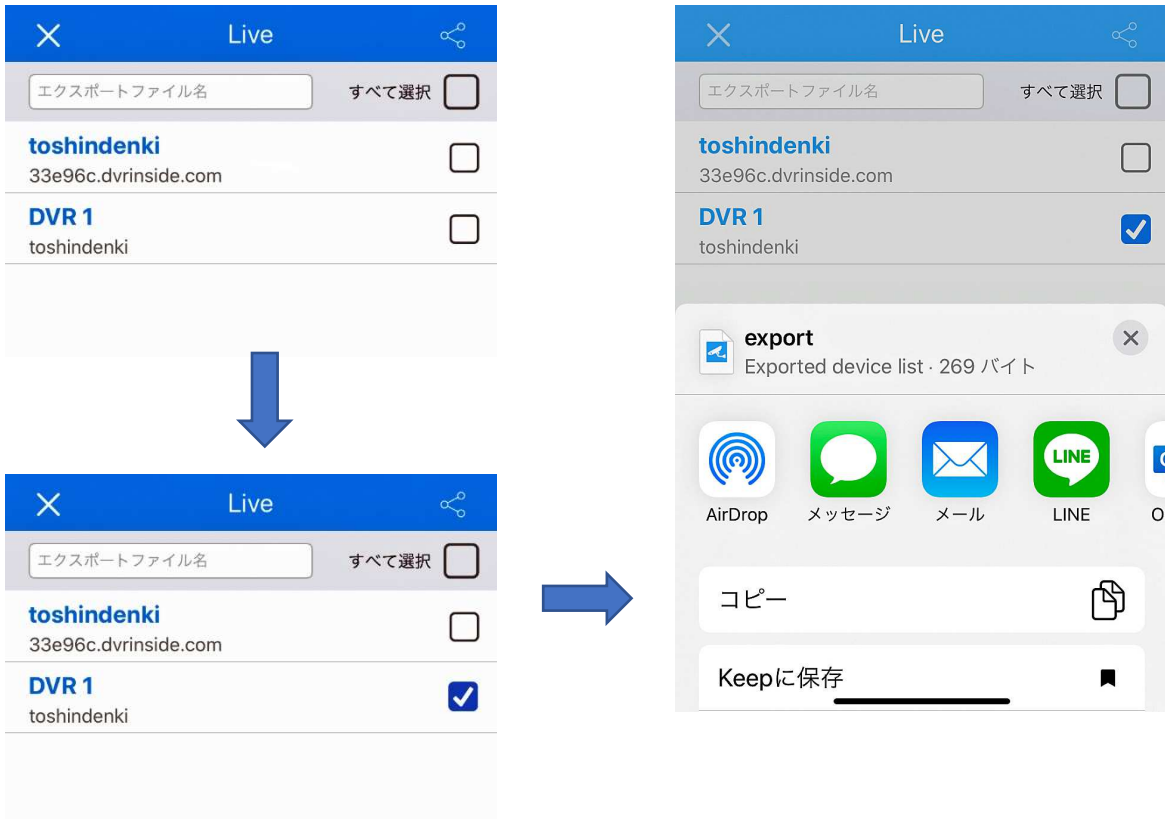 Live
エクスポートファイル名 すべて選択
toshindenki
33e96c.dvrinside.com
DVR 1
toshindenki
Live
エクスポートファイル名 すべて選択
toshindenki
33e96c.dvrinside.com
DVR 1
toshindenki
Live
エクスポートファイル名 すべて選択
toshindenki
33e96c.dvrinside.com
DVR 1
toshindenki
export
Exported device list · 269 バイト
LINE
AirDrop メッセージ メール LINE
コピー
Keepに保存